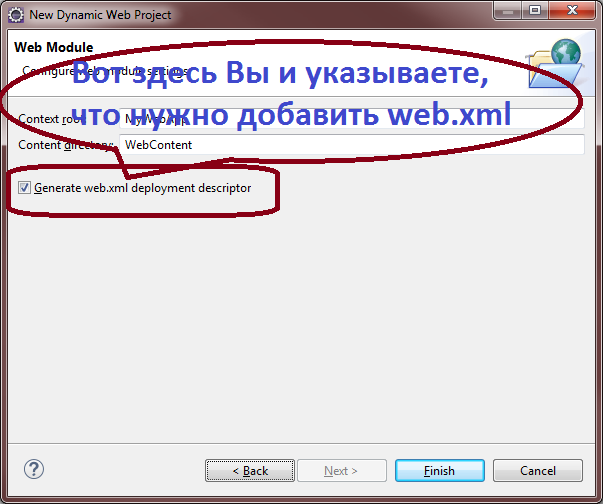 New Dynamic Web Project
Web Module
Configure web module settings.
Вот здесь Вы и указываете,
что нужно добавить web.xml
Context root: MyWebApp
Content directory: WebContent
Generate web.xml deployment descriptor
?
< Back
Next >
Finish
Cancel